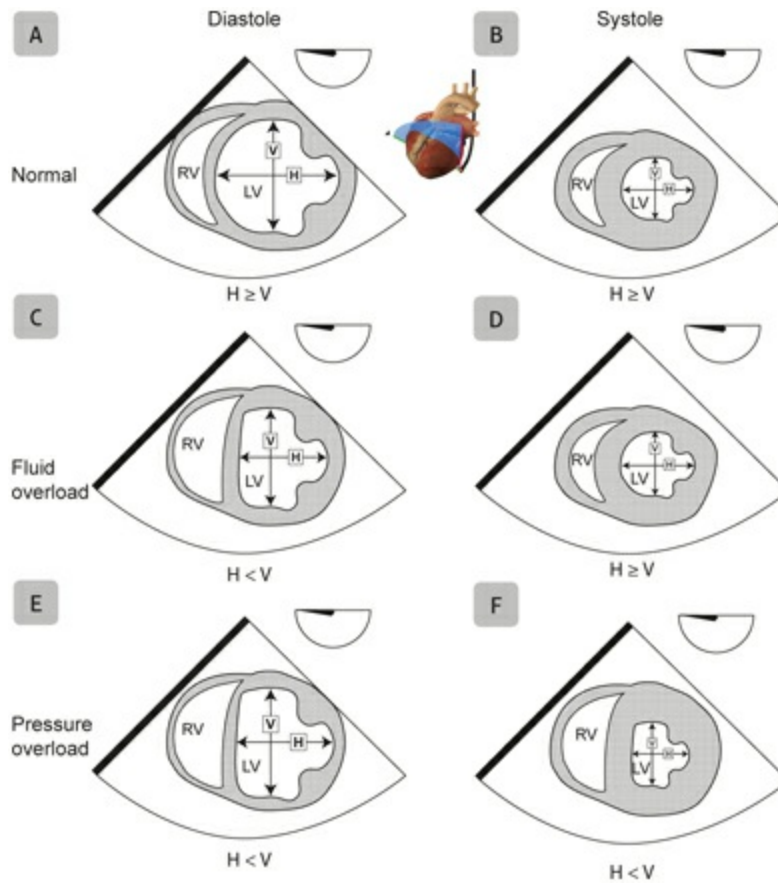 Diastole
Systole
A
B
Normal
RV
V
H
LV
RV
V
H
LV
H ≥ V
H ≥ V
C
D
Fluid
overload
RV
V
H
LV
RV
V
H
LV
H < V
H ≥ V
E
F
Pressure
overload
RV
V
H
LV
RV
V
H
LV
H < V
H < V